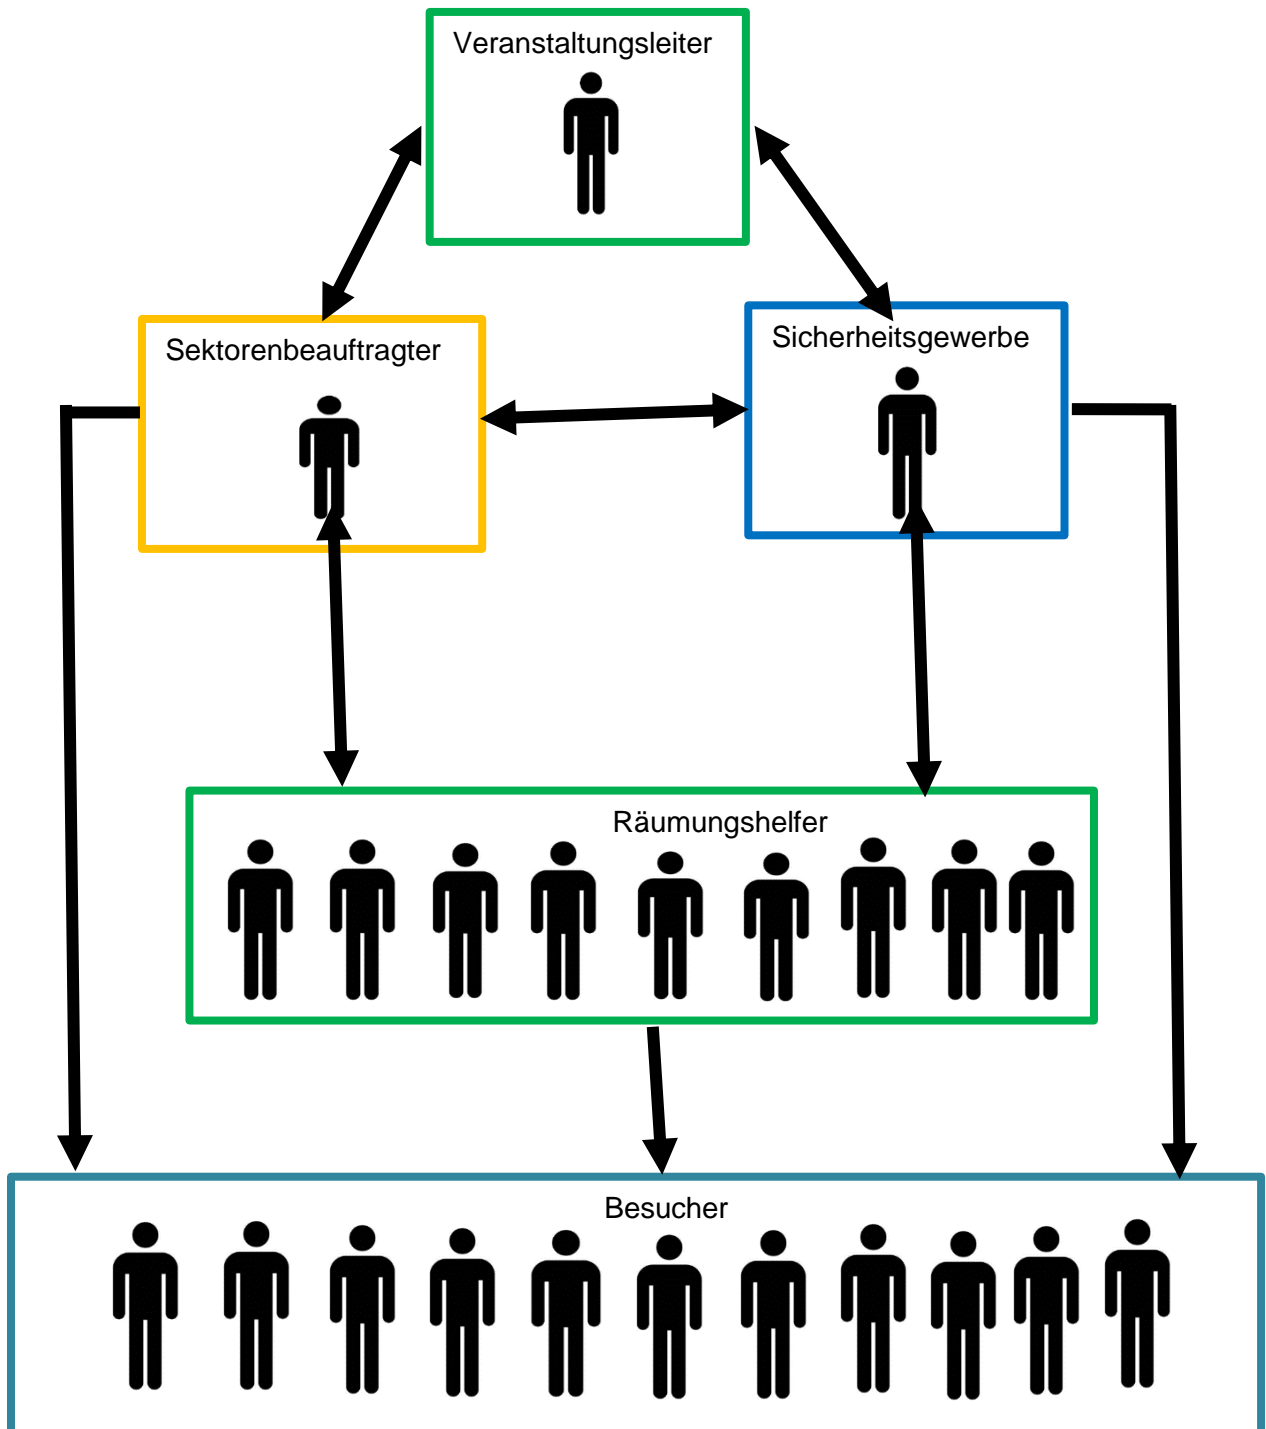 Veranstaltungsleiter
Sektorenbeauftragter
Sicherheitsgewerbe
Räumungshelfer
Besucher